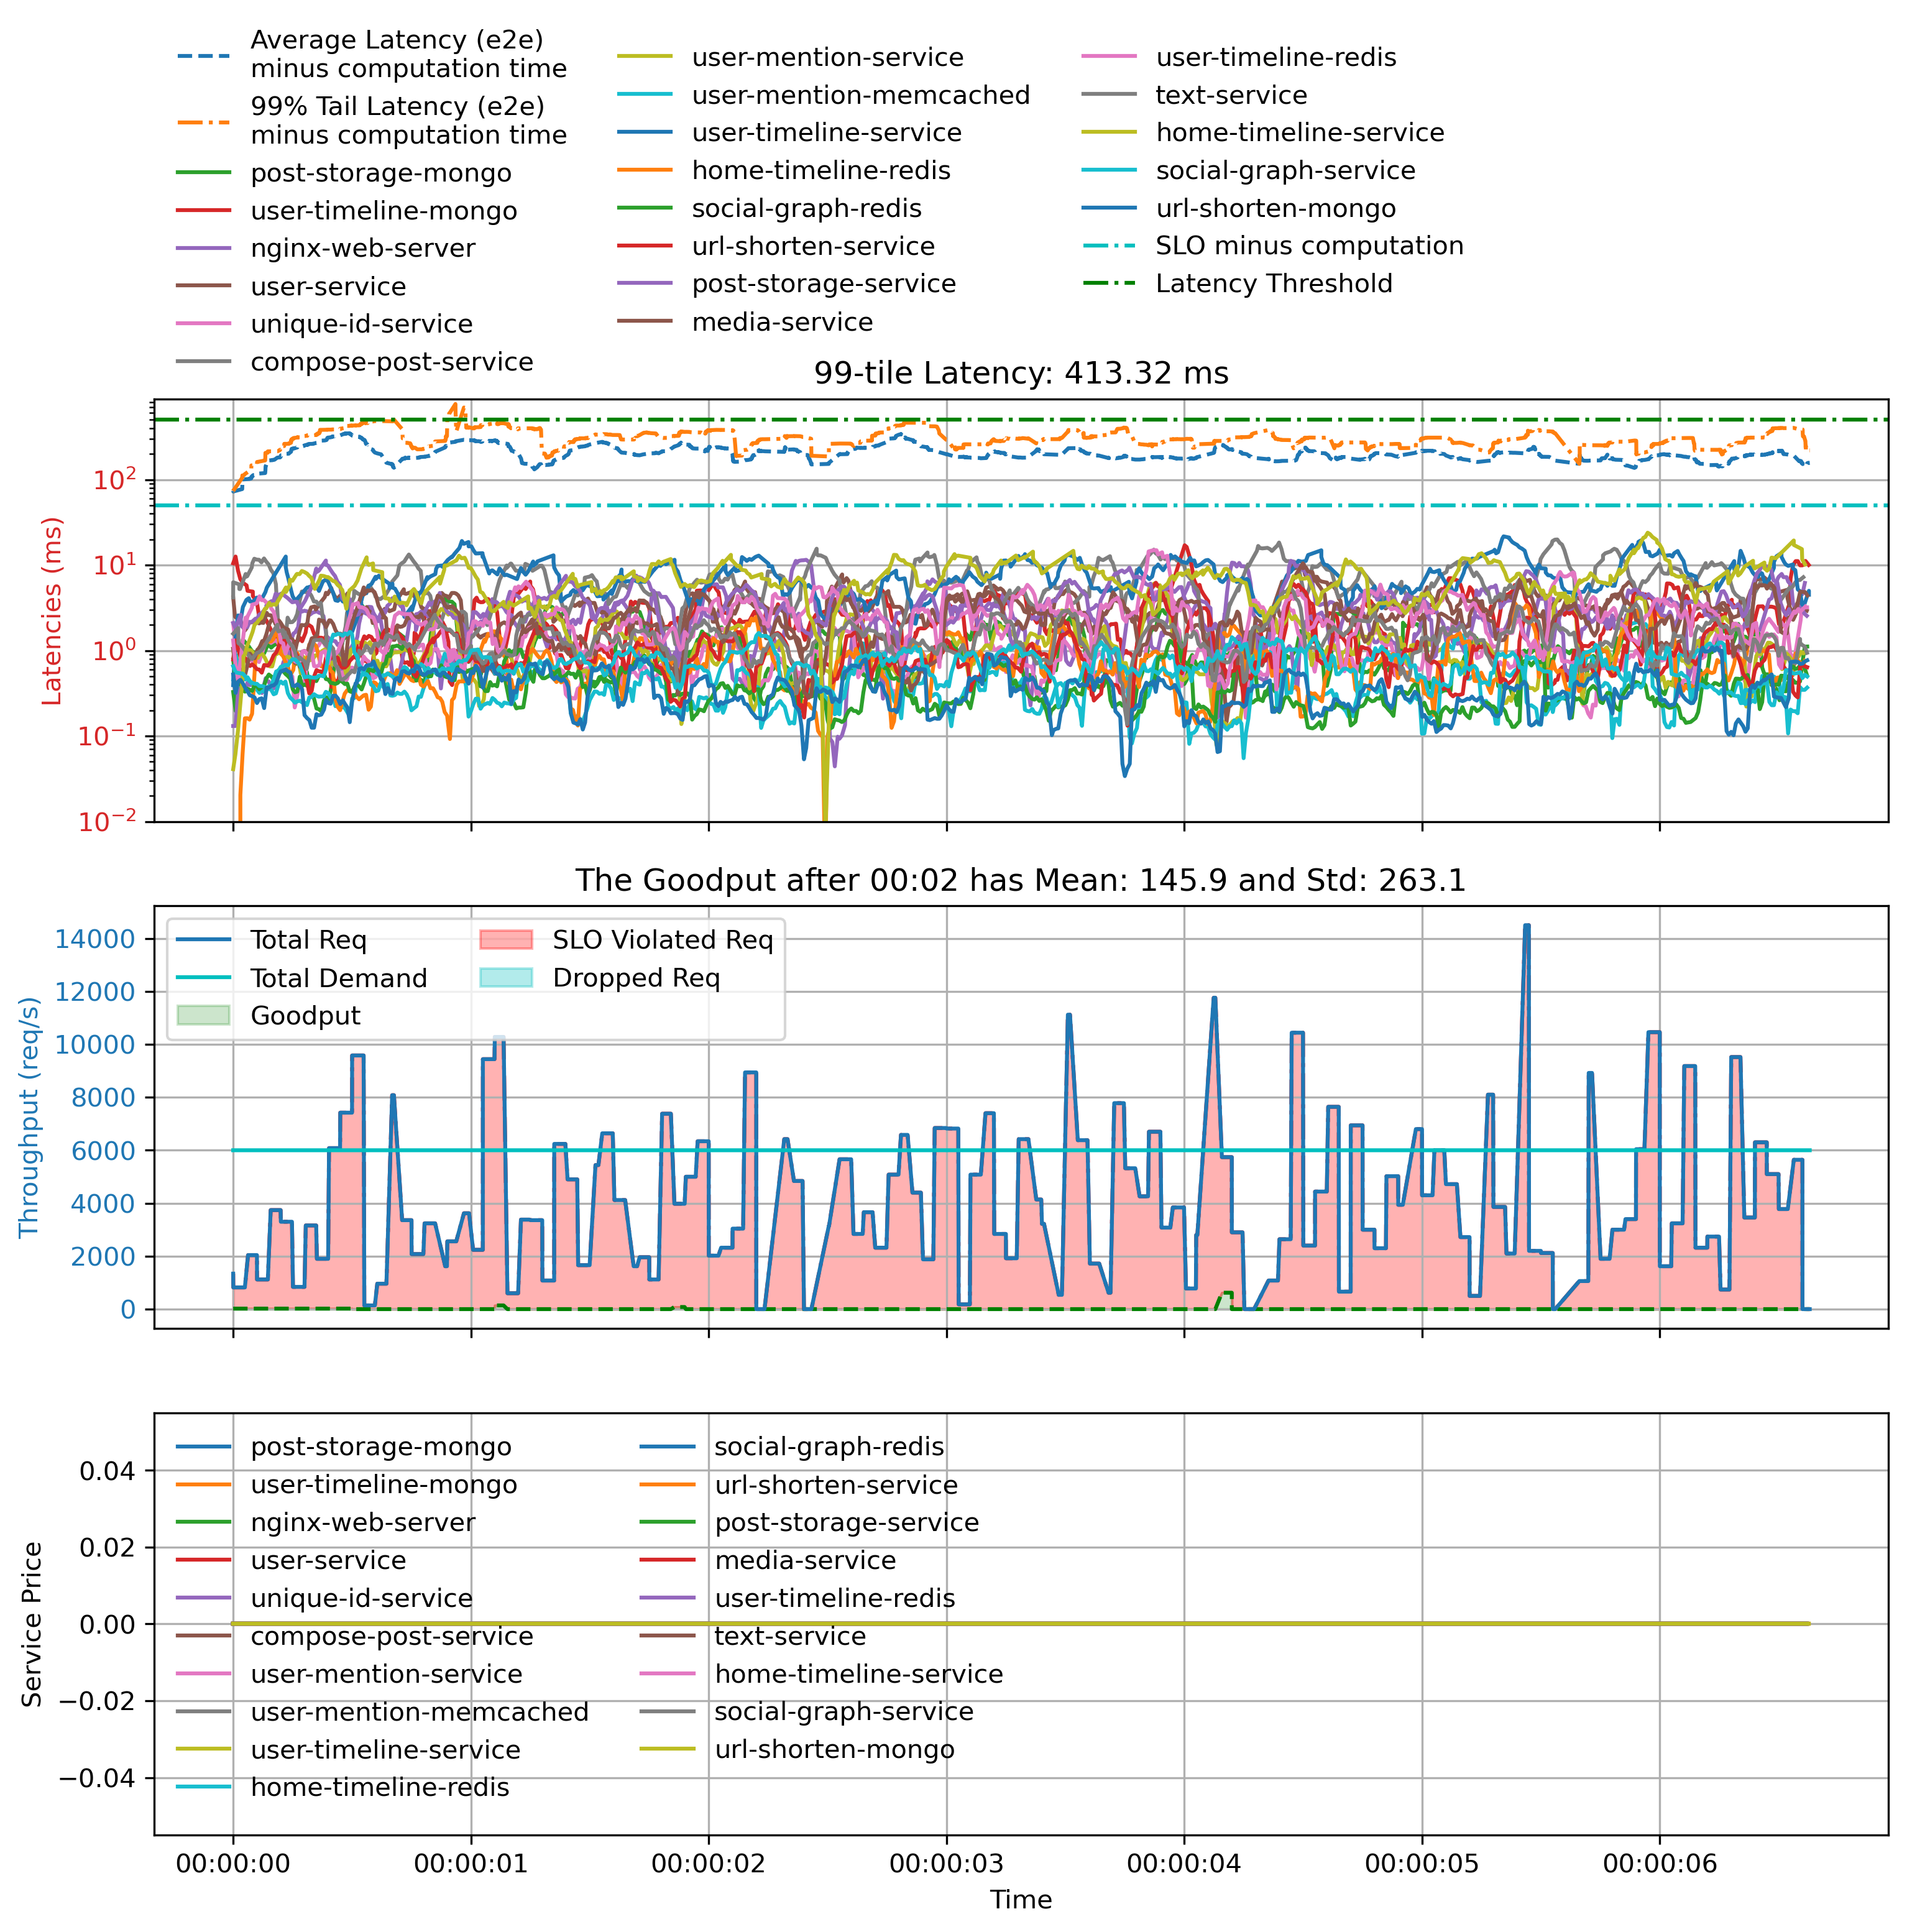 Average Latency (e2e)
minus computation time
99% Tail Latency (e2e)
minus computation time
post-storage-mongo
user-timeline-mongo
nginx-web-server
user-service
unique-id-service
compose-post-service
user-mention-service
user-mention-memcached
user-timeline-service
home-timeline-redis
social-graph-redis
url-shorten-service
post-storage-service
media-service
user-timeline-redis
text-service
home-timeline-service
social-graph-service
url-shorten-mongo
SLO minus computation
Latency Threshold
99-tile Latency: 413.32 ms
Latencies (ms)
10²
10¹
10⁰
10⁻¹
10⁻²
The Goodput after 00:02 has Mean: 145.9 and Std: 263.1
Throughput (req/s)
14000
12000
10000
8000
6000
4000
2000
0
Total Req
Total Demand
Goodput
SLO Violated Req
Dropped Req
Service Price
0.04
0.02
0.00
−0.02
−0.04
post-storage-mongo
user-timeline-mongo
nginx-web-server
user-service
unique-id-service
compose-post-service
user-mention-service
user-mention-memcached
user-timeline-service
home-timeline-redis
social-graph-redis
url-shorten-service
post-storage-service
media-service
user-timeline-redis
text-service
home-timeline-service
social-graph-service
url-shorten-mongo
00:00:00 00:00:01 00:00:02 00:00:03 00:00:04 00:00:05 00:00:06
Time